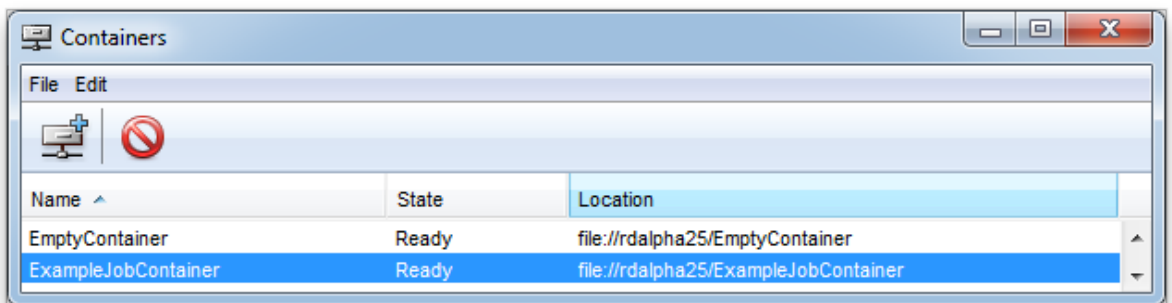 Containers
File Edit
Name State Location
EmptyContainer Ready file://rdalpha25/EmptyContainer
ExampleJobContainer Ready file://rdalpha25/ExampleJobContainer